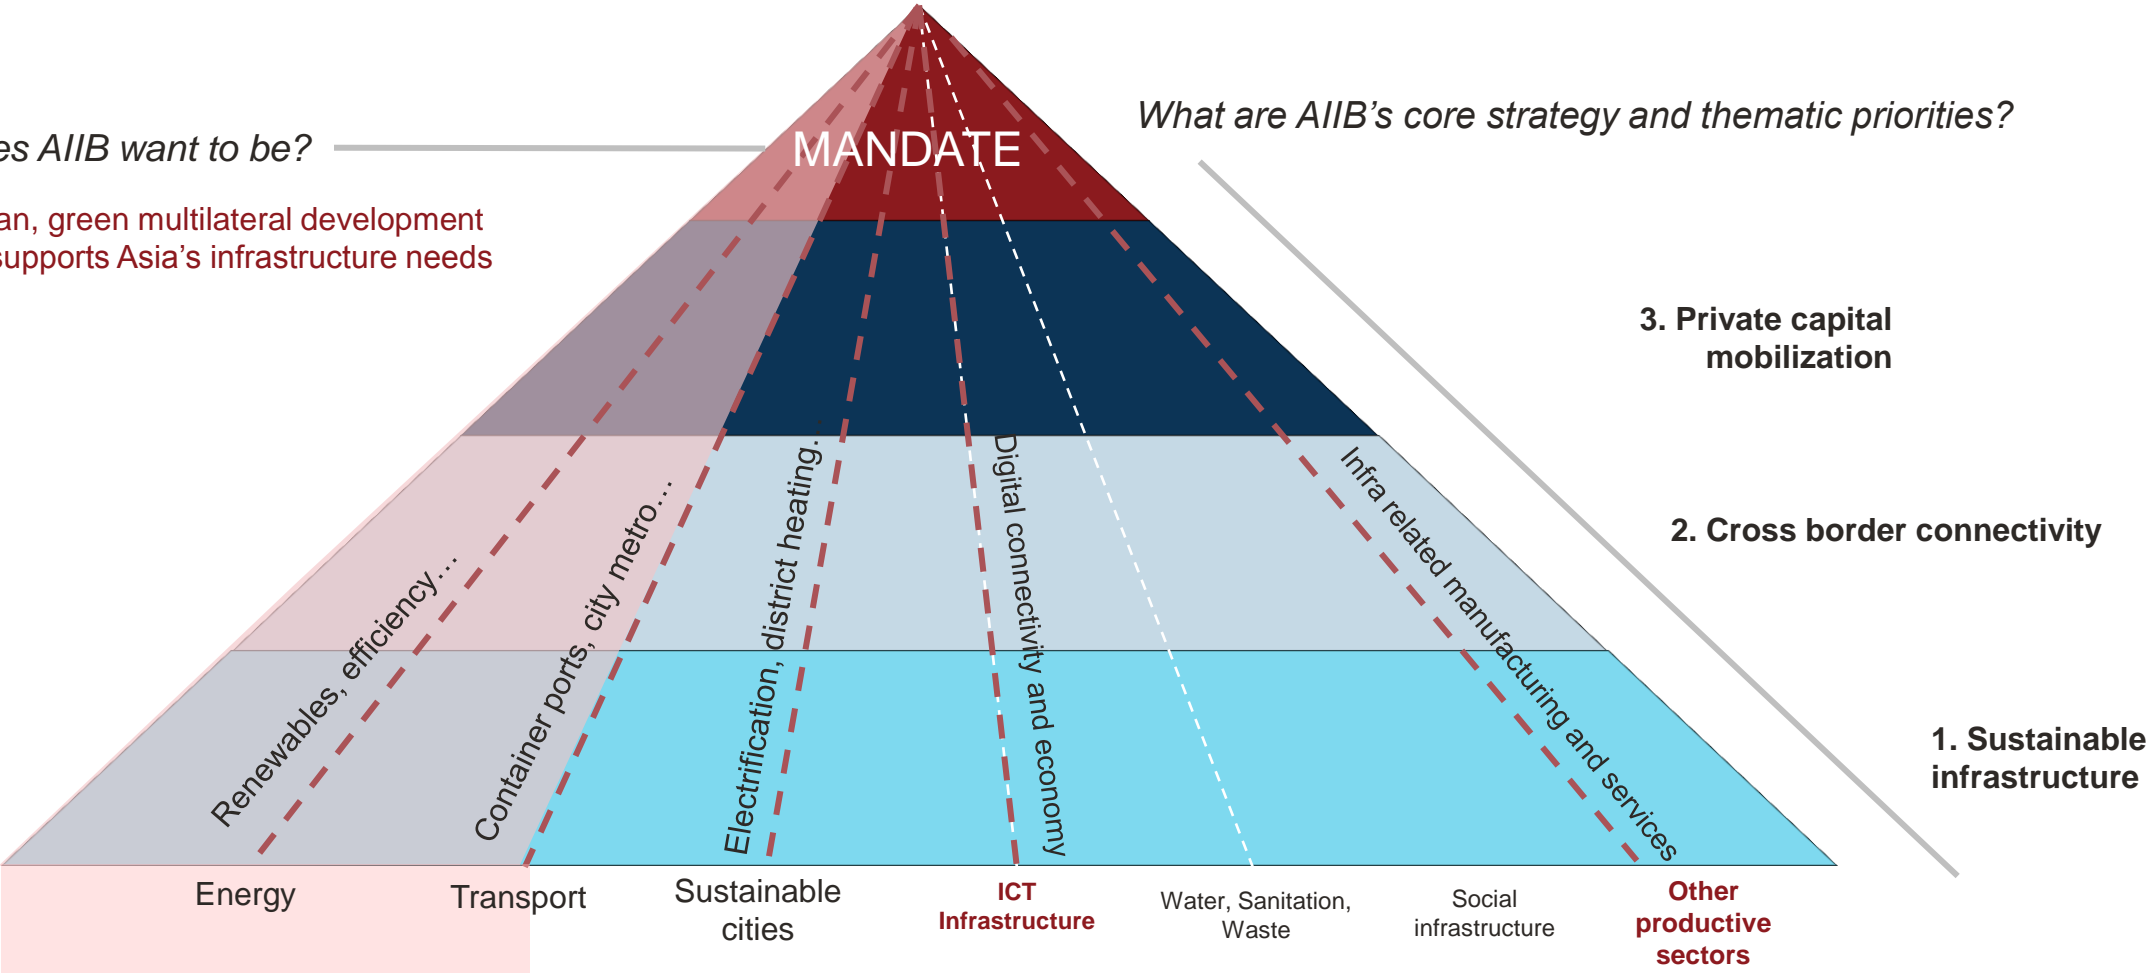 What are AIIB's core strategy and thematic priorities?
AIIB want to be?
MANDATE
green multilateral development
supports Asia's infrastructure needs
3. Private capital
mobilization
2. Cross border connectivity
1. Sustainable
infrastructure
Renewables, efficiency…
Container ports, city metro…
Electrification, district heating…
Digital connectivity and economy
Infra related manufacturing and services
Energy
Transport
Sustainable
cities
ICT
Infrastructure
Water, Sanitation,
Waste
Social
infrastructure
Other
productive
sectors